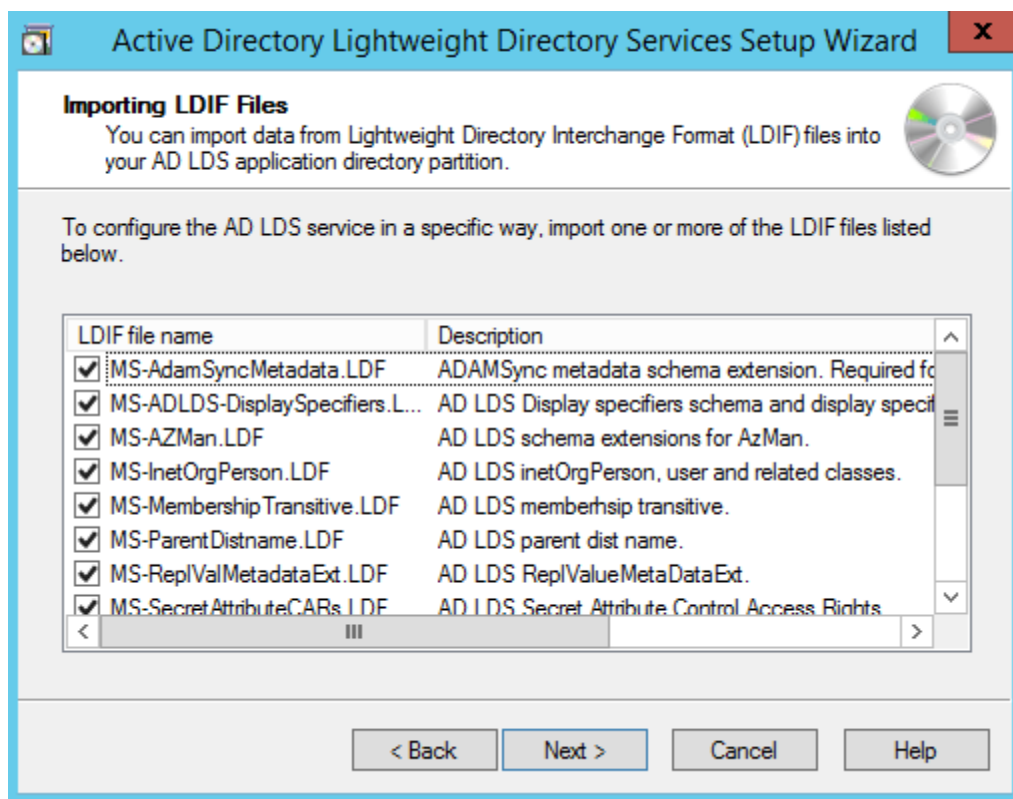 Active Directory Lightweight Directory Services Setup Wizard
x
Importing LDIF Files
You can import data from Lightweight Directory Interchange Format (LDIF) files into
your AD LDS application directory partition.
To configure the AD LDS service in a specific way, import one or more of the LDIF files listed
below.
LDIF file name Description
MS-AdamSyncMetadata.LDF ADAMSync metadata schema extension. Required fo
MS-ADLDS-DisplaySpecifiers.L... AD LDS Display specifiers schema and display specif
MS-AZMan.LDF AD LDS schema extensions for AzMan.
MS-InetOrgPerson.LDF AD LDS inetOrgPerson, user and related classes.
MS-MembershipTransitive.LDF AD LDS memberhsip transitive.
MS-ParentDistname.LDF AD LDS parent dist name.
MS-ReplValMetadataExt.LDF AD LDS ReplValueMetaDataExt.
MS-SecretAttributeCARs.LDF AD LDS Secret Attribute Control Access Rights
< Back Next > Cancel Help